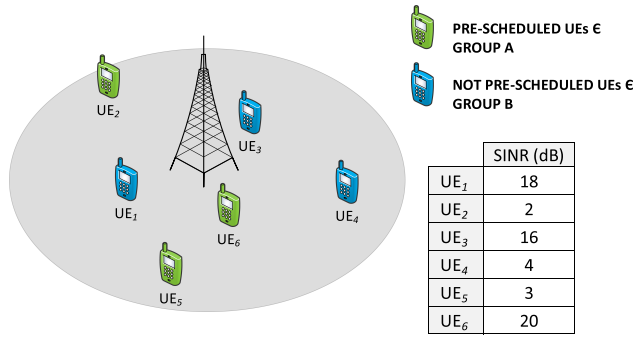 PRE-SCHEDULED UEs Є
GROUP A
NOT PRE-SCHEDULED UEs Є
GROUP B
UE2
UE3
UE1
UE4
UE6
UE5
SINR (dB)
UE1 18
UE2 2
UE3 16
UE4 4
UE5 3
UE6 20